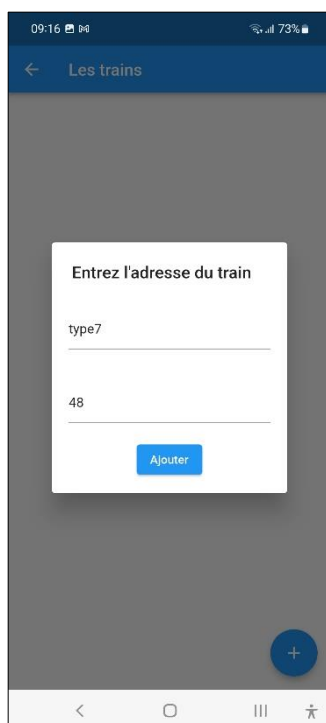 09:16 73%
Les trains
Entrez l'adresse du train
type7
48
Ajouter